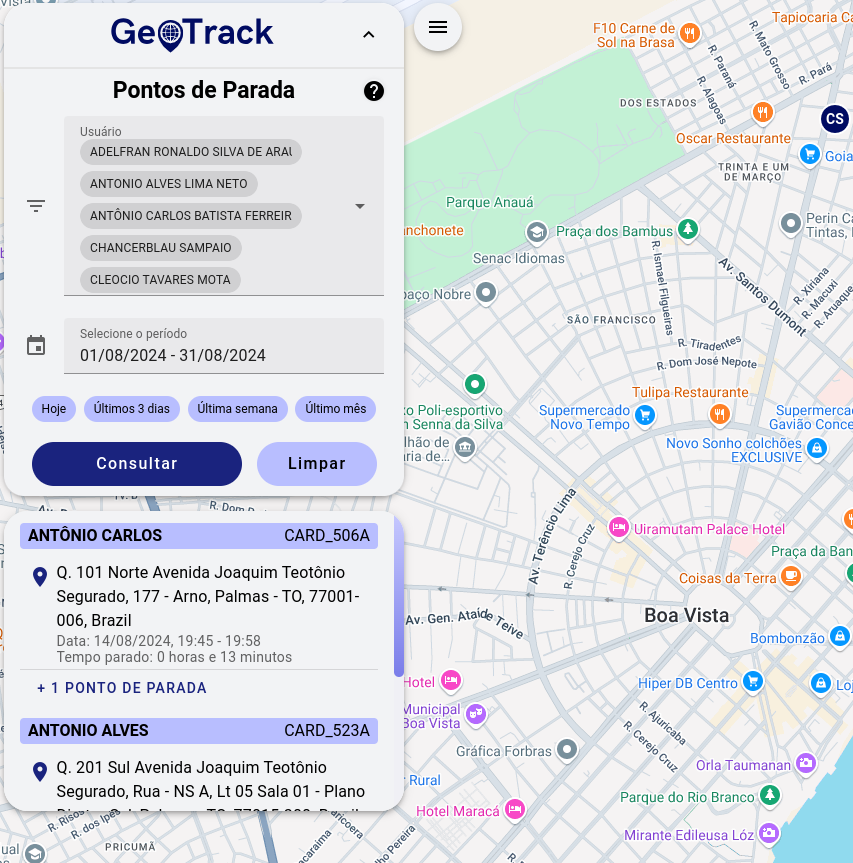 GeoTrack
Pontos de Parada
?
Usuário
ADELFRAN RONALDO SILVA DE ARAU
ANTONIO ALVES LIMA NETO
ANTÔNIO CARLOS BATISTA FERREIR
CHANCERBLAU SAMPAIO
CLEOCIO TAVARES MOTA
Selecione o período
01/08/2024 - 31/08/2024
Hoje
Últimos 3 dias
Última semana
Último mês
Consultar
Limpar
ANTÔNIO CARLOS CARD_506A
Q. 101 Norte Avenida Joaquim Teotônio
Segurado, 177 - Arno, Palmas - TO, 77001-
006, Brazil
Data: 14/08/2024, 19:45 - 19:58
Tempo parado: 0 horas e 13 minutos
+ 1 PONTO DE PARADA
ANTONIO ALVES CARD_523A
Q. 201 Sul Avenida Joaquim Teotônio
Segurado, Rua - NS A, Lt 05 Sala 01 - Plano
F10 Carne de
Sol na Brasa
Tapiocaria Ca
R. Mato Grosso
R. Paraná
R. Pará
R. Alagoas
DOS ESTADOS
CS
Oscar Restaurante
Goia
TRINTA E UM
DE MARÇO
Parque Anauá
anchonete
Senac Idiomas
Praça dos Bambus
Perin Ca
Tintas,
paço Nobre
R. Ismael Filgueiras
Av. Santos Dumont
R. Xiriana
R. Macuxi
R. Aruaque
SÃO FRANCISCO
R. Tiradentes
R. Dom José Nepote
Tulipa Restaurante
xo Poli-esportivo
n Senna da Silva
Supermercado
Novo Tempo
Supermerca
Gavião Conce
lhão de
aria de...
Novo Sonho colchões
EXCLUSIVE
R. Dom
Av. Terêncio Lima
R. Cerejo Cruz
Uiramutam Palace Hotel
Praça da Ban
Coisas da Terra
Av. Gen. Ataíde Teive
Boa Vista
Bombonzão
Hotel
Hiper DB Centro
Loj
Municipal
Boa Vista
R. Ajuricaba
R. Cerejo Cruz
Gráfica Forbras
Orla Taumanan
Rural
Parque do Rio Branco
Hotel Maracá
Mirante Edileusa Lóz
R. dos Ipes
PRICUMÃ
ual